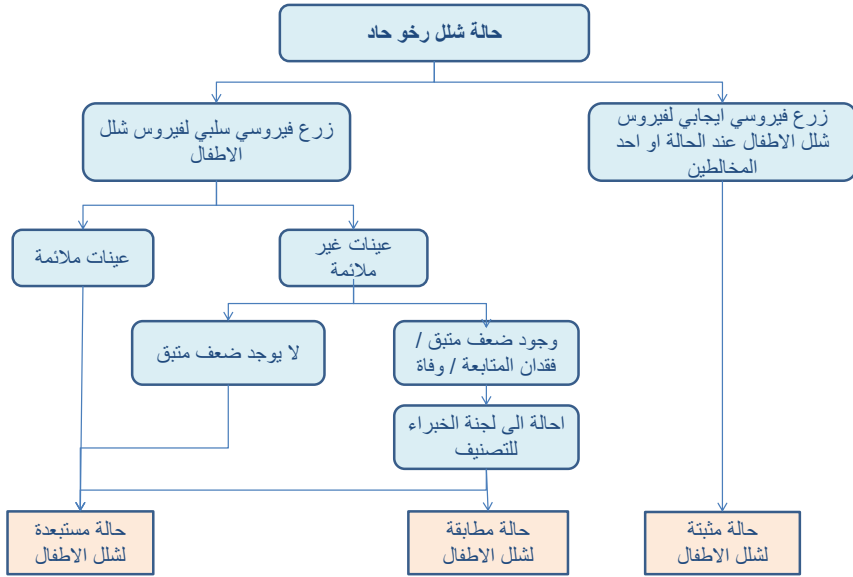 حالة شلل رخو حاد
زرع فيروسي ايجابي لفيروس
شلل الاطفال عند الحالة او احد
المخالطين
زرع فيروسي سلبي لفيروس شلل
الاطفال
عينات غير
ملائمة
عينات ملائمة
وجود ضعف متبق /
فقدان المتابعة / وفاة
لا يوجد ضعف متبق
احالة الى لجنة الخبراء
للتصنيف
حالة مثبتة
لشلل الاطفال
حالة مطابقة
لشلل الاطفال
حالة مستبعدة
لشلل الاطفال